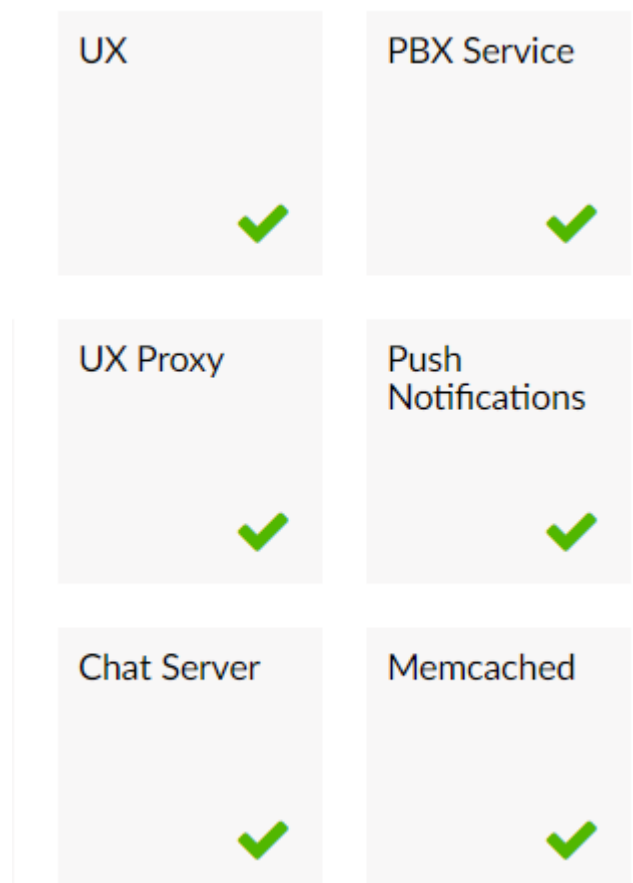 UX
PBX Service
UX Proxy
Push
Notifications
Chat Server
Memcached